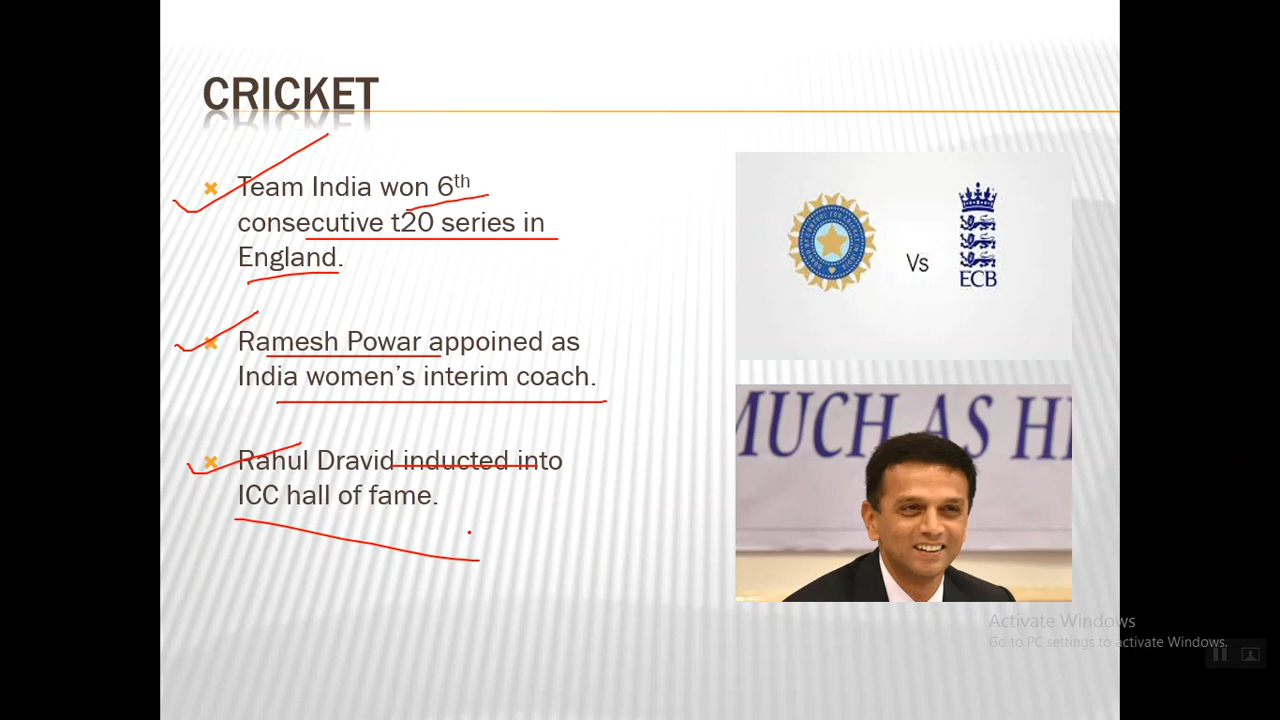 CRICKET
Team India won 6th
consecutive t20 series in
England.
Ramesh Powar appoined as
India women's interim coach.
Rahul Dravid inducted into
ICC hall of fame.
Vs
ECB
MUCH AS
Activate Windows
Go to PC settings to activate Windows.